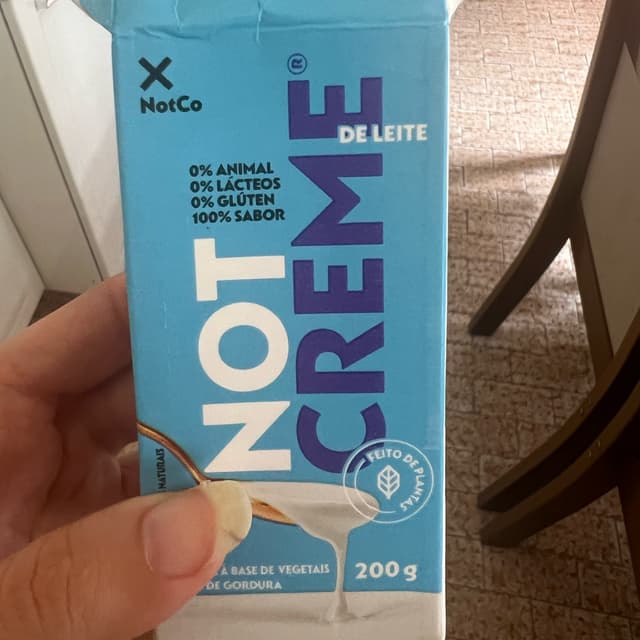 NotCo
0% ANIMAL
0% LÁCTEOS
0% GLÚTEN
100% SABOR
NOT
CREME®
DE LEITE
FEITO DE PLANTAS
NATURAIS
À BASE DE VEGETAIS
DE GORDURA
200g